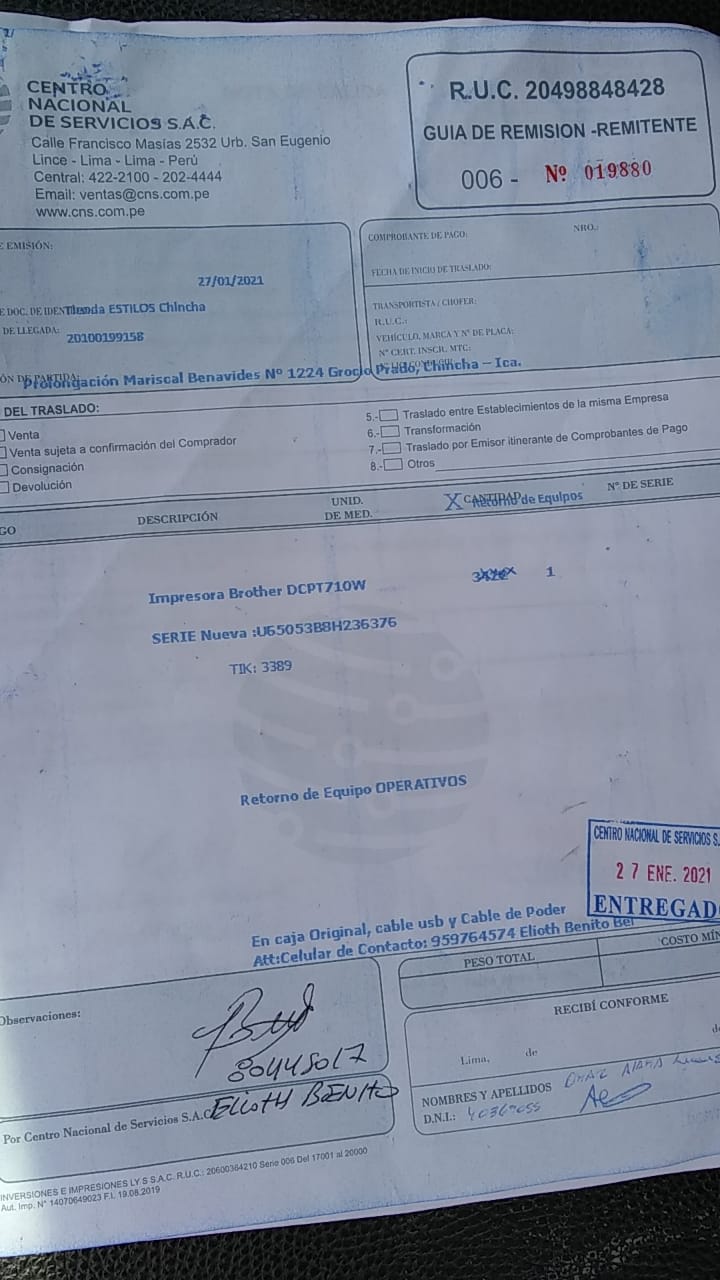 CENTRO
NACIONAL
DE SERVICIOS S.A.C.
Calle Francisco Masías 2532 Urb. San Eugenio
Lince - Lima - Lima - Perú
Central: 422-2100 - 202-4444
Email: ventas@cns.com.pe
www.cns.com.pe
R.U.C. 20498848428
GUIA DE REMISION -REMITENTE
006 - Nº 019880
E EMISIÓN:
27/01/2021
E DOC. DE IDENT Tienda ESTILOS Chincha
DE LLEGADA: 20100199158
COMPROBANTE DE PAGO: NRO.:
FECHA DE INICIO DE TRASLADO:
TRANSPORTISTA / CHOFER:
R.U.C.:
VEHÍCULO, MARCA Y Nº DE PLACA:
Nº CERT. INSCR. MTC:
Prolongación Mariscal Benavides Nº 1224 Grocio Prado, Chincha – Ica.
DEL TRASLADO:
Venta
Venta sujeta a confirmación del Comprador
Consignación
Devolución
5.- Traslado entre Establecimientos de la misma Empresa
6.- Transformación
7.- Traslado por Emisor itinerante de Comprobantes de Pago
8.- Otros
X Retorno de Equipos
GO DESCRIPCIÓN UNID. DE MED. CANTIDAD Nº DE SERIE
Impresora Brother DCPT710W 1
SERIE Nueva :U65053B8H236376
TIK: 3389
Retorno de Equipo OPERATIVOS
CENTRO NACIONAL DE SERVICIOS S.
27 ENE. 2021
ENTREGADO
En caja Original, cable usb y Cable de Poder
Att:Celular de Contacto: 959764574 Elioth Benito Bel
PESO TOTAL COSTO MÍN
Observaciones:
80448017
ELIOTH BENITO
Por Centro Nacional de Servicios S.A.C
RECIBÍ CONFORME
Lima, de
NOMBRES Y APELLIDOS
D.N.I.:
INVERSIONES E IMPRESIONES LY S S.A.C. R.U.C.: 20600364210 Serie 006 Del 17001 al 20000
Aut. Imp. N° 14070649023 F.I. 19.08.2019